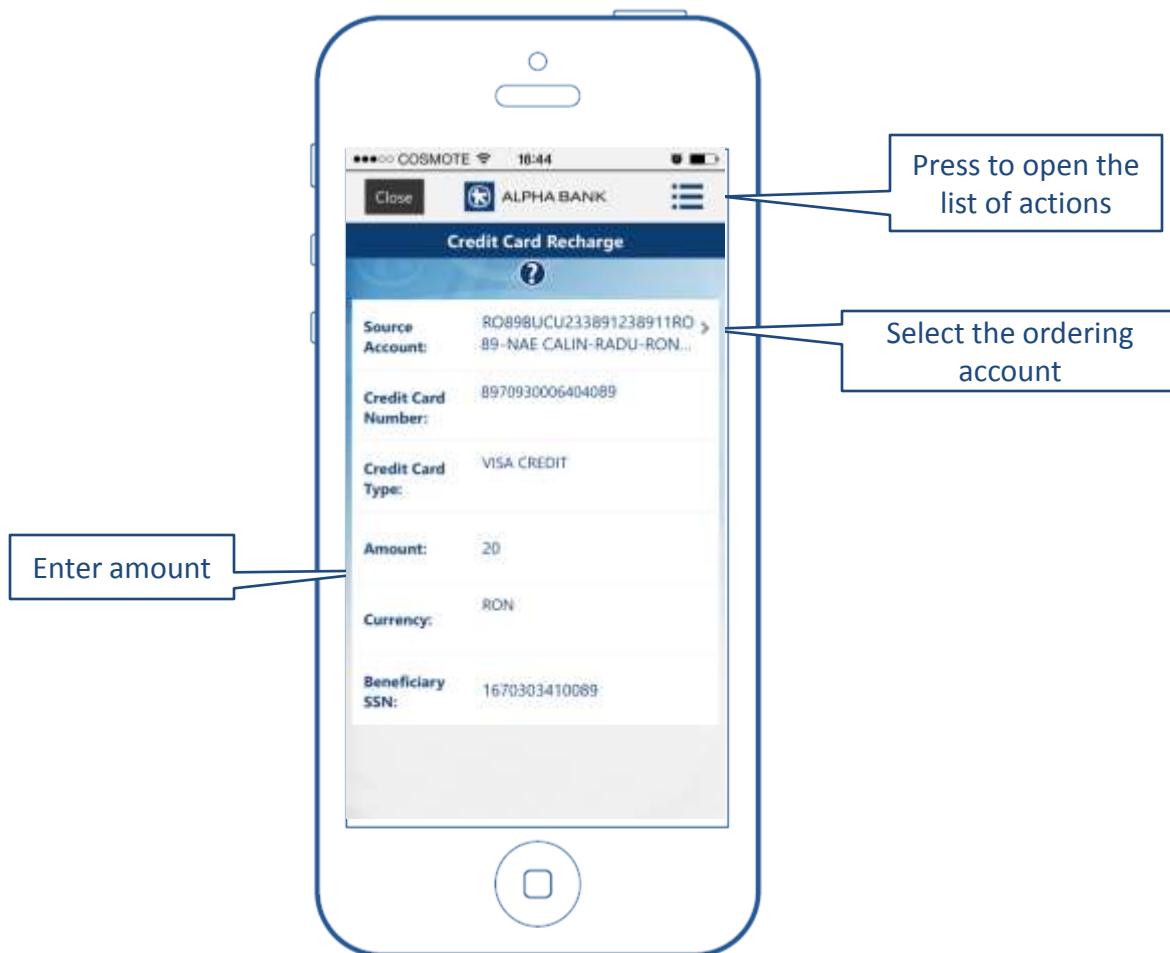 COSMOTE 16:44
Close ALPHA BANK
Press to open the
list of actions
Credit Card Recharge
?
Source
Account:
RO89BUCU233891238911RO
89-NAE CALIN-RADU-RON...
Select the ordering
account
Credit Card
Number:
8970930006404089
Credit Card
Type:
VISA CREDIT
Enter amount
Amount: 20
Currency: RON
Beneficiary
SSN:
1670303410089